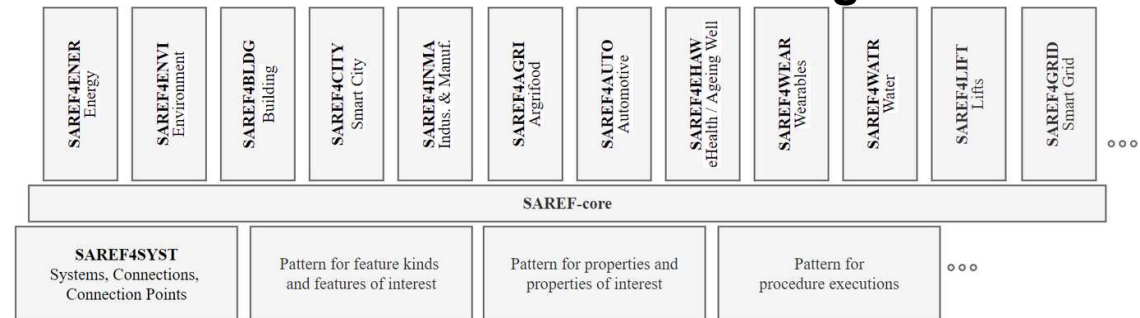 SAREF4ENER
Energy
SAREF4ENVI
Environment
SAREF4BLDG
Building
SAREF4CITY
Smart City
SAREF4INMA
Indus. & Manuf.
SAREF4AGRI
Argrifood
SAREF4AUTO
Automotive
SAREF4EHAW
eHealth / Ageing Well
SAREF4WEAR
Wearables
SAREF4WATR
Water
SAREF4LIFT
Lifts
SAREF4GRID
Smart Grid
SAREF-core
SAREF4SYST
Systems, Connections,
Connection Points
Pattern for feature kinds
and features of interest
Pattern for properties and
properties of interest
Pattern for
procedure executions